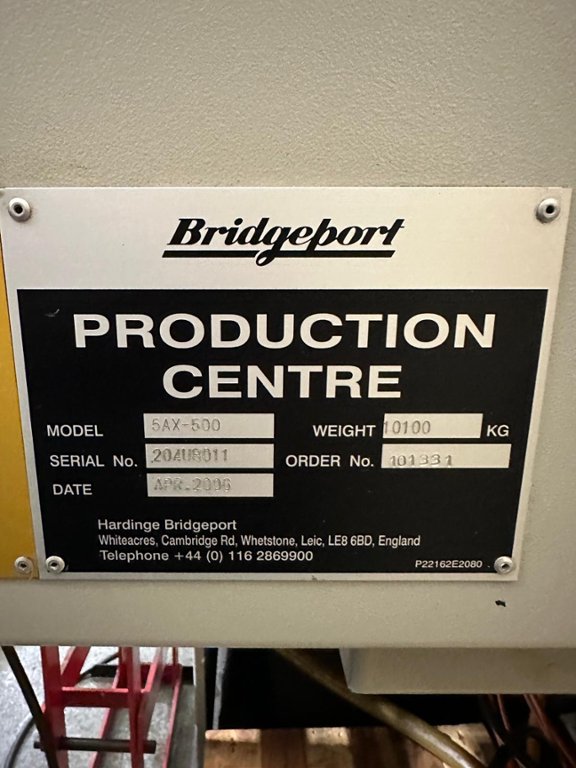 Bridgeport
PRODUCTION
CENTRE
MODEL 5AX-500 WEIGHT 10100 KG
SERIAL No. ORDER No. 101331
DATE APR.2006
Hardinge Bridgeport
Whiteacres, Cambridge Rd, Whetstone, Leic, LE8 6BD, England
Telephone +44 (0) 116 2869900
P22162E2080